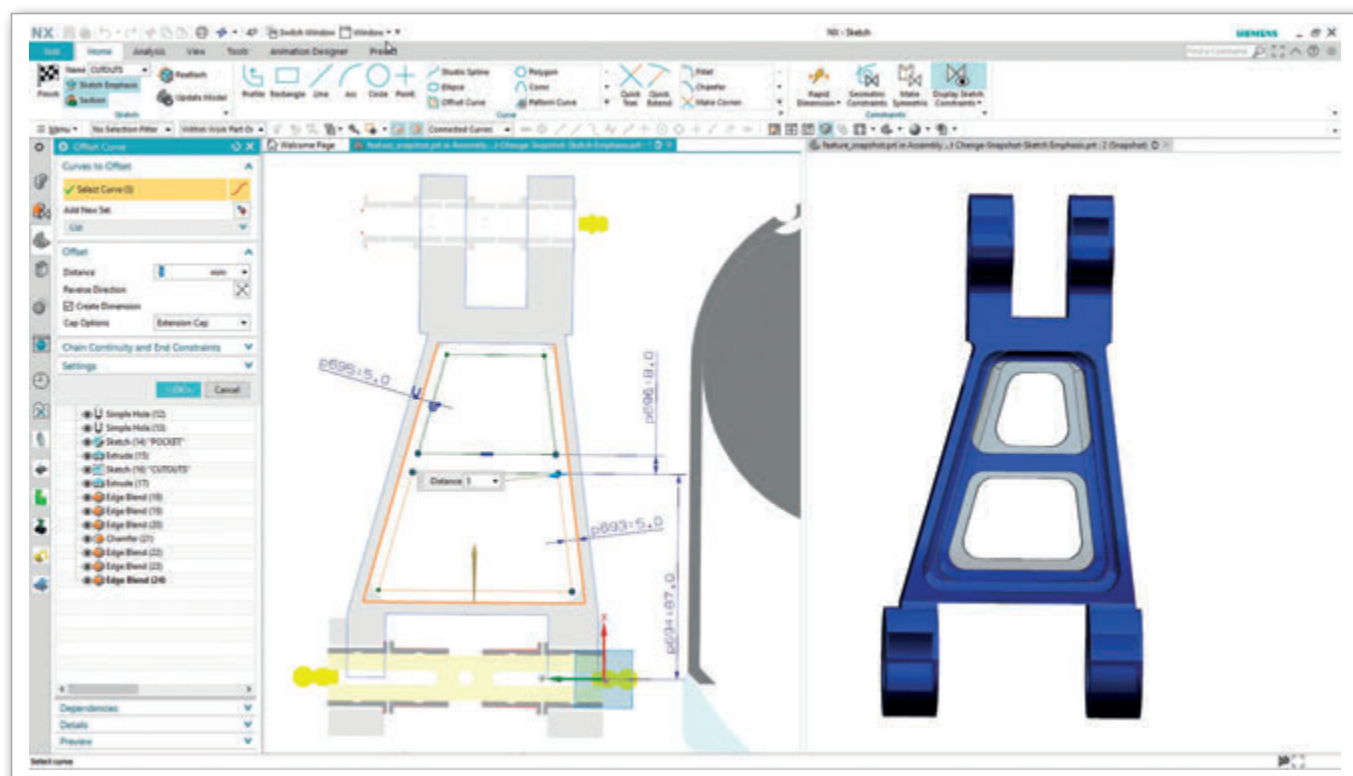 NX
Switch Window
Window
NX - Sketch
SIEMENS
Home
Analysis
View
Tools
Animation Designer
Find a Command
Name CUTOUTS
Sketch Emphasis
Section
Finish
Reattach
Update Model
Sketch
Profile
Rectangle
Line
Arc
Circle
Point
Studio Spline
Ellipse
Offset Curve
Polygon
Conic
Pattern Curve
Curve
Quick Trim
Quick Extend
Fillet
Chamfer
Make Corner
Rapid Dimension
Geometric Constraints
Make Symmetric
Display Sketch Constraints
Constraints
Menu
No Selection Filter
Connected Curves
Offset Curve
Welcome Page
Curves to Offset
Select Curve (3)
Add New Set
List
Offset
Distance
mm
Reverse Direction
Create Dimension
Cap Options
Extension Cap
Chain Continuity and End Constraints
Settings
Cancel
Simple Hole (12)
Simple Hole (13)
Sketch (14) "POCKET"
Extrude (15)
Sketch (16) "CUTOUTS"
Extrude (17)
Edge Blend (18)
Edge Blend (19)
Edge Blend (20)
Chamfer (21)
Edge Blend (22)
Edge Blend (23)
Edge Blend (24)
Dependencies
Details
Preview
Select curve
p695:5.0
p696:8.0
Distance 5
p693:5.0
p694:87.0
X